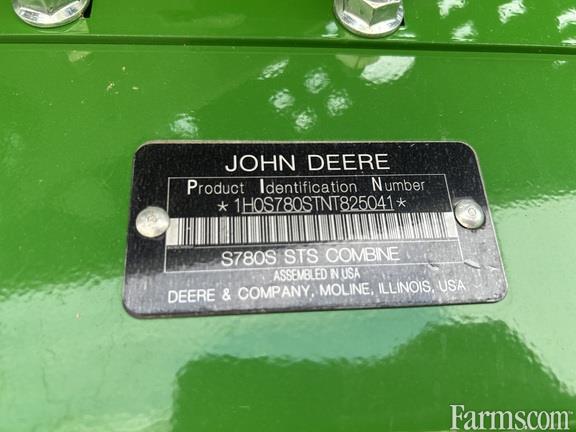 JOHN DEERE
Product Identification Number
*1H0S780STNT825041*
S780S STS COMBINE
ASSEMBLED IN USA
DEERE & COMPANY, MOLINE, ILLINOIS, USA
Farms.com